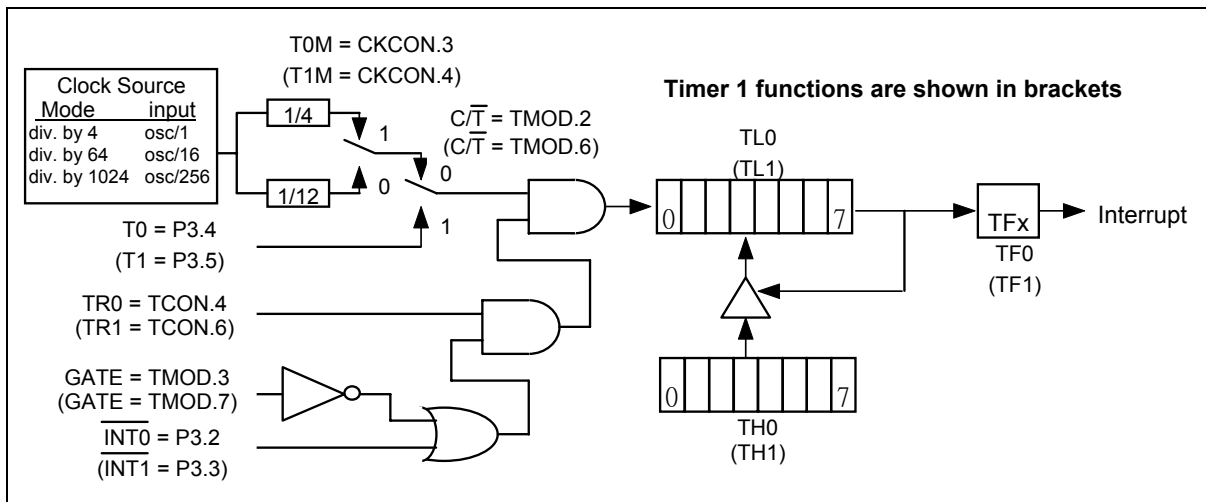 T0M = CKCON.3
(T1M = CKCON.4)
Timer 1 functions are shown in brackets
Clock Source
Mode input
div. by 4 osc/1
div. by 64 osc/16
div. by 1024 osc/256
1/4
1
0
1/12
C/T̅ = TMOD.2
(C/T̅ = TMOD.6)
0
1
T0 = P3.4
(T1 = P3.5)
TL0
(TL1)
0 7
TFx
Interrupt
TF0
(TF1)
TR0 = TCON.4
(TR1 = TCON.6)
GATE = TMOD.3
(GATE = TMOD.7)
I̅N̅T̅0̅ = P3.2
(I̅N̅T̅1̅ = P3.3)
0 7
TH0
(TH1)